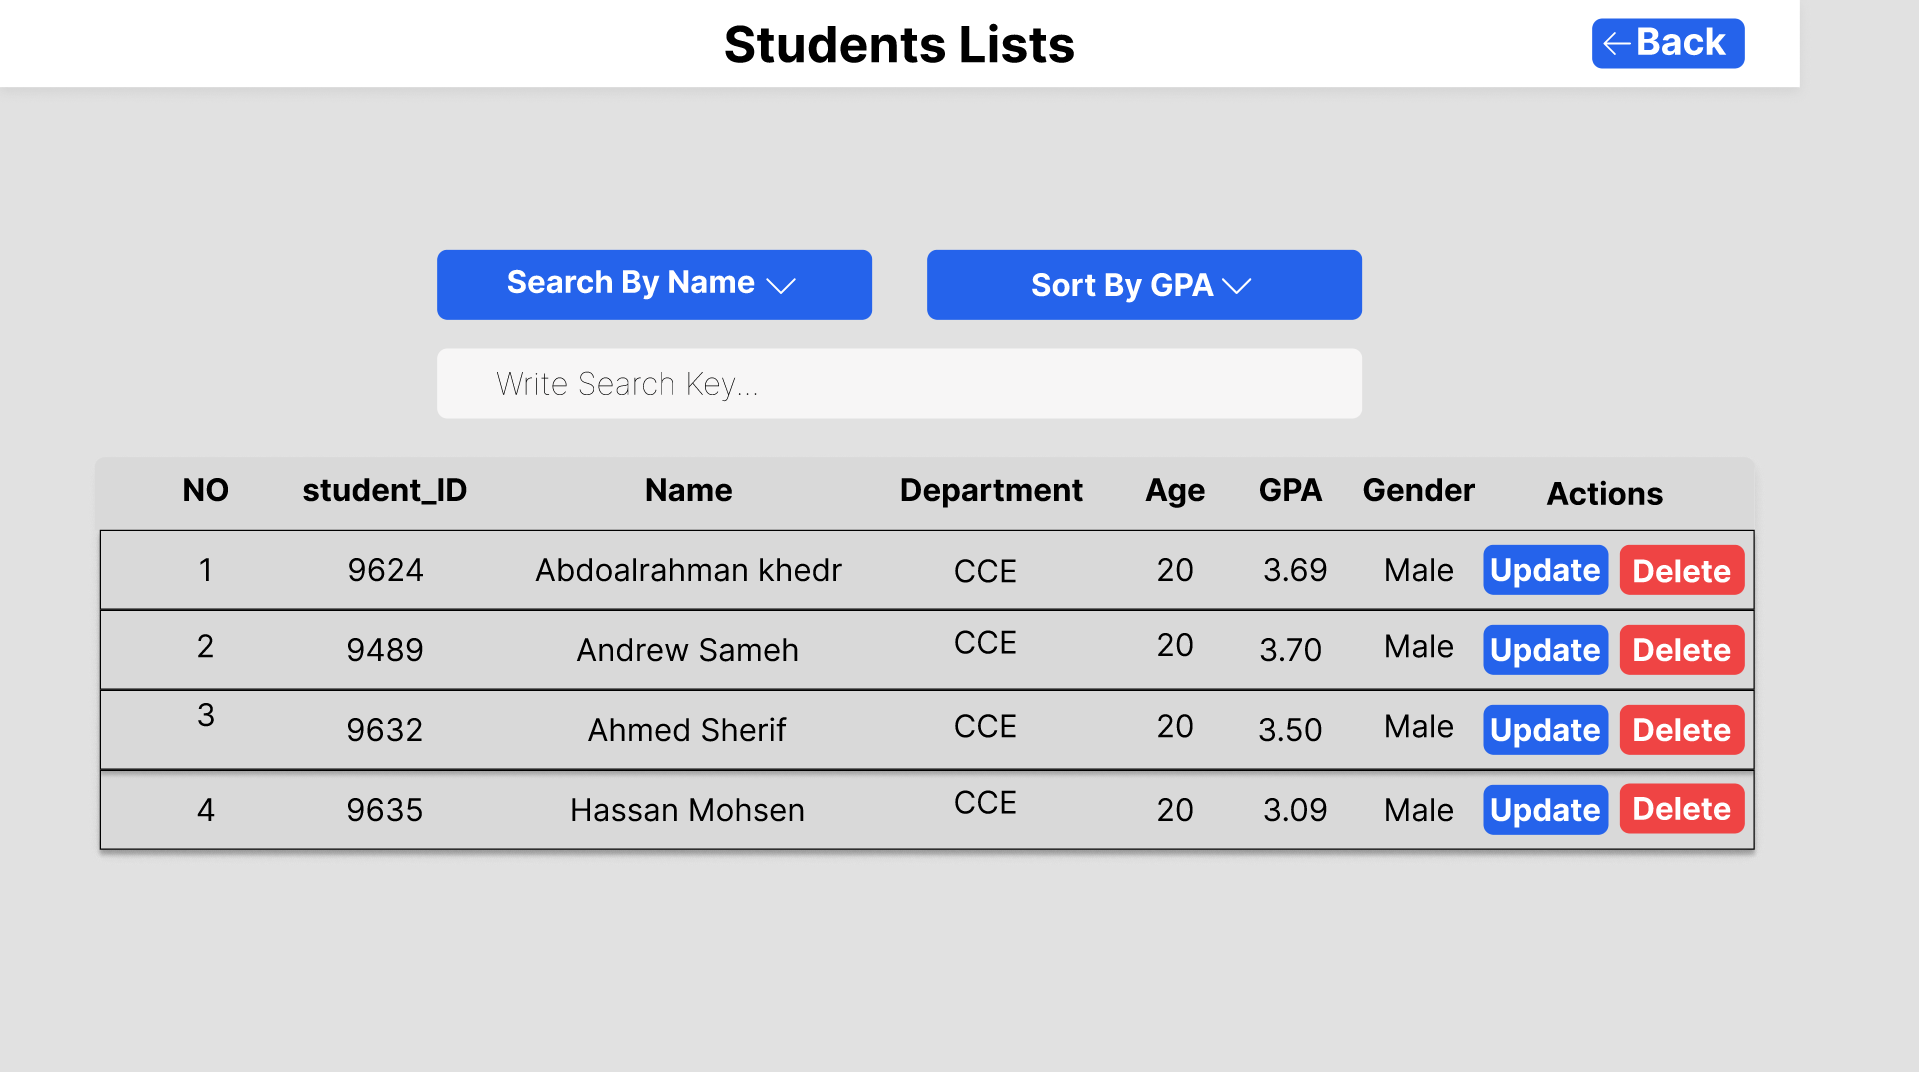 Students Lists
Back
Search By Name
Sort By GPA
Write Search Key...
NO student_ID Name Department Age GPA Gender Actions
1 9624 Abdoalrahman khedr CCE 20 3.69 Male Update Delete
2 9489 Andrew Sameh CCE 20 3.70 Male Update Delete
3 9632 Ahmed Sherif CCE 20 3.50 Male Update Delete
4 9635 Hassan Mohsen CCE 20 3.09 Male Update Delete